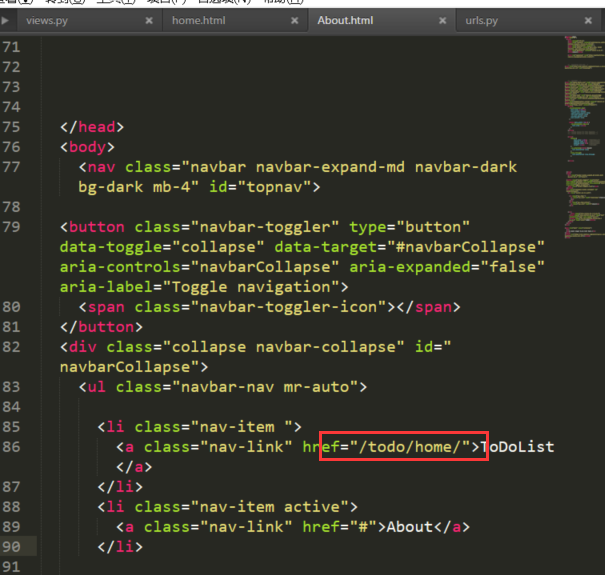 views.py × home.html × About.html × urls.py ×
71
72
73
74
75 </head>
76 <body>
77 <nav class="navbar navbar-expand-md navbar-dark
bg-dark mb-4" id="topnav">
78
79 <button class="navbar-toggler" type="button"
data-toggle="collapse" data-target="#navbarCollapse"
aria-controls="navbarCollapse" aria-expanded="false"
aria-label="Toggle navigation">
80 <span class="navbar-toggler-icon"></span>
81 </button>
82 <div class="collapse navbar-collapse" id="
navbarCollapse">
83 <ul class="navbar-nav mr-auto">
84
85 <li class="nav-item ">
86 <a class="nav-link" href="/todo/home/">ToDoList
</a>
87 </li>
88 <li class="nav-item active">
89 <a class="nav-link" href="#">About</a>
90 </li>
91